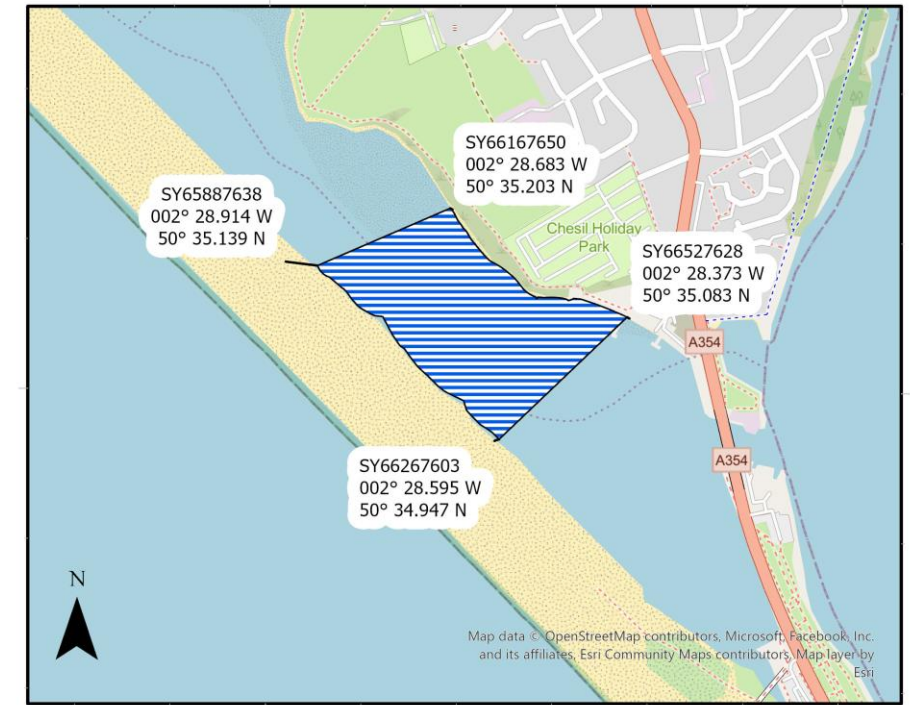 SY66167650
002° 28.683 W
50° 35.203 N
SY65887638
002° 28.914 W
50° 35.139 N
Chesil Holiday
Park
SY66527628
002° 28.373 W
50° 35.083 N
A354
A354
SY66267603
002° 28.595 W
50° 34.947 N
N
Map data © OpenStreetMap contributors, Microsoft, Facebook, Inc.
and its affiliates, Esri Community Maps contributors, Map layer by
Esri